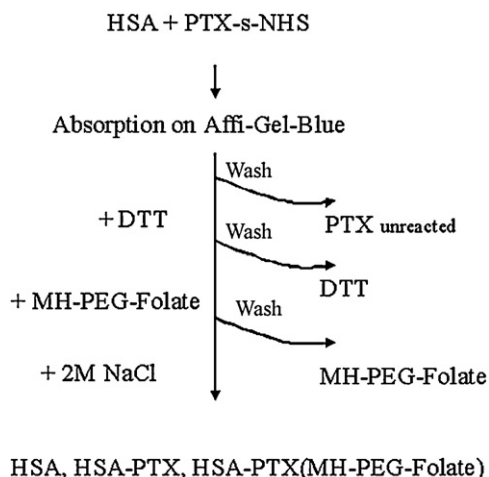 HSA + PTX-s-NHS
Absorption on Affi-Gel-Blue
Wash
PTX unreacted
+ DTT
Wash
DTT
+ MH-PEG-Folate
Wash
MH-PEG-Folate
+ 2M NaCl
HSA, HSA-PTX, HSA-PTX(MH-PEG-Folate)